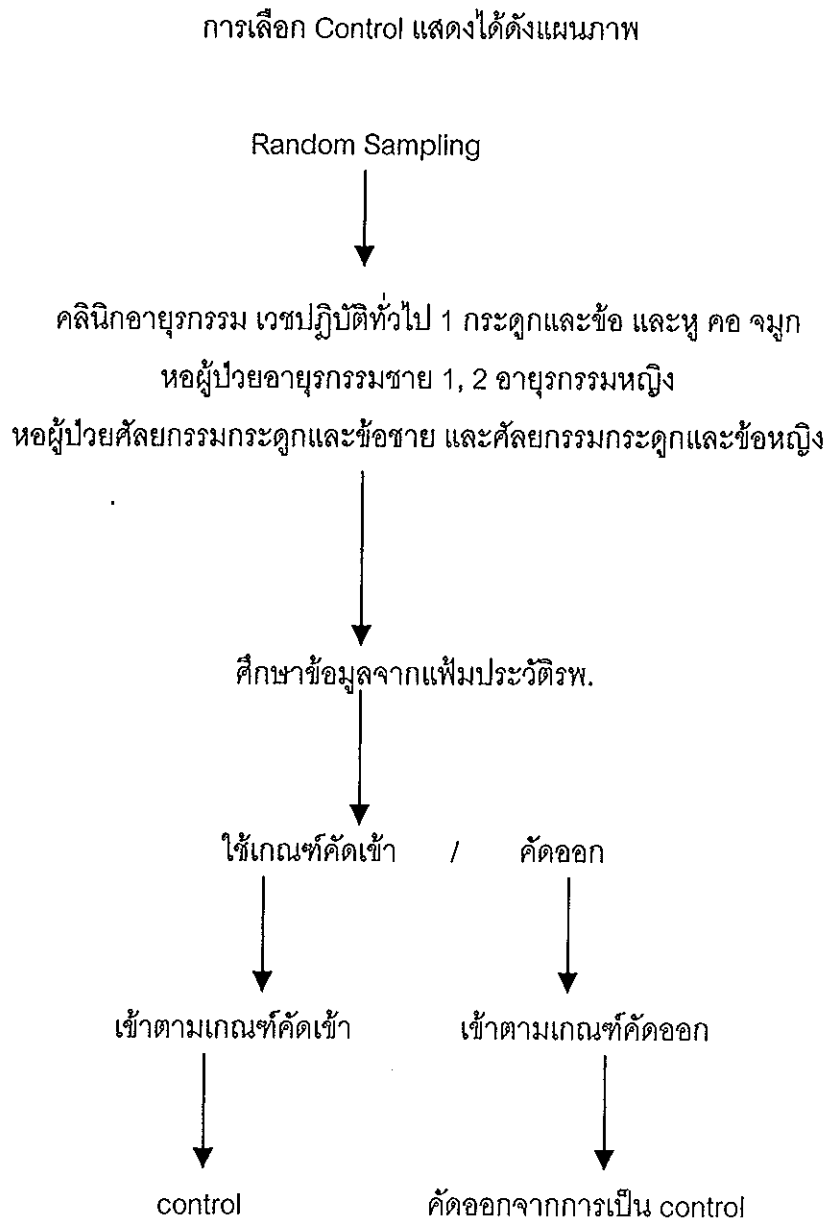 การเลือก Control แสดงได้ดังแผนภาพ
Random Sampling
คลินิกอายุรกรรม เวชปฏิบัติทั่วไป 1 กระดูกและข้อ และหู คอ จมูก
หอผู้ป่วยอายุรกรรมชาย 1, 2 อายุรกรรมหญิง
หอผู้ป่วยศัลยกรรมกระดูกและข้อชาย และศัลยกรรมกระดูกและข้อหญิง
ศึกษาข้อมูลจากแฟ้มประวัติรพ.
ใช้เกณฑ์คัดเข้า / คัดออก
เข้าตามเกณฑ์คัดเข้า เข้าตามเกณฑ์คัดออก
control คัดออกจากการเป็น control